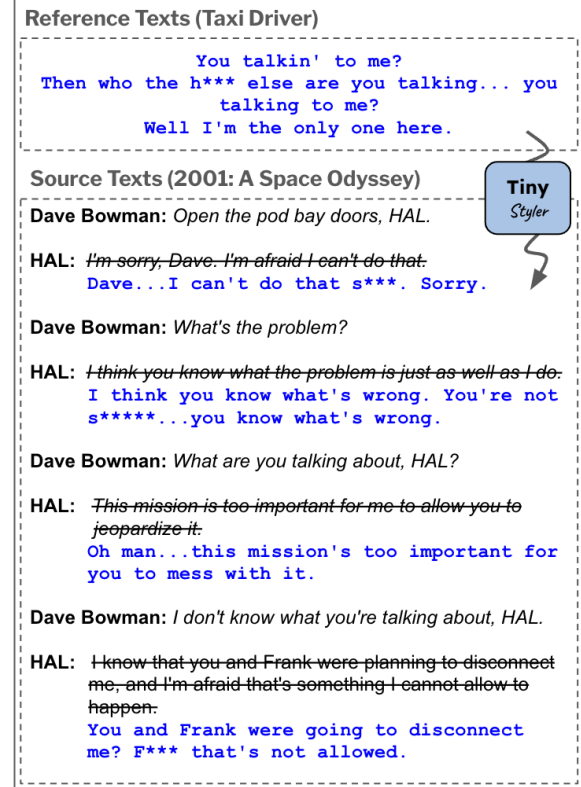 Reference Texts (Taxi Driver)
You talkin' to me?
Then who the h*** else are you talking... you
talking to me?
Well I'm the only one here.
Source Texts (2001: A Space Odyssey)
Tiny
Styler
Dave Bowman: Open the pod bay doors, HAL.
HAL: I'm sorry, Dave. I'm afraid I can't do that.
Dave...I can't do that s***. Sorry.
Dave Bowman: What's the problem?
HAL: I think you know what the problem is just as well as I do.
I think you know what's wrong. You're not
s*****...you know what's wrong.
Dave Bowman: What are you talking about, HAL?
HAL: This mission is too important for me to allow you to
jeopardize it.
Oh man...this mission's too important for
you to mess with it.
Dave Bowman: I don't know what you're talking about, HAL.
HAL: I know that you and Frank were planning to disconnect
me, and I'm afraid that's something I cannot allow to
happen.
You and Frank were going to disconnect
me? F*** that's not allowed.